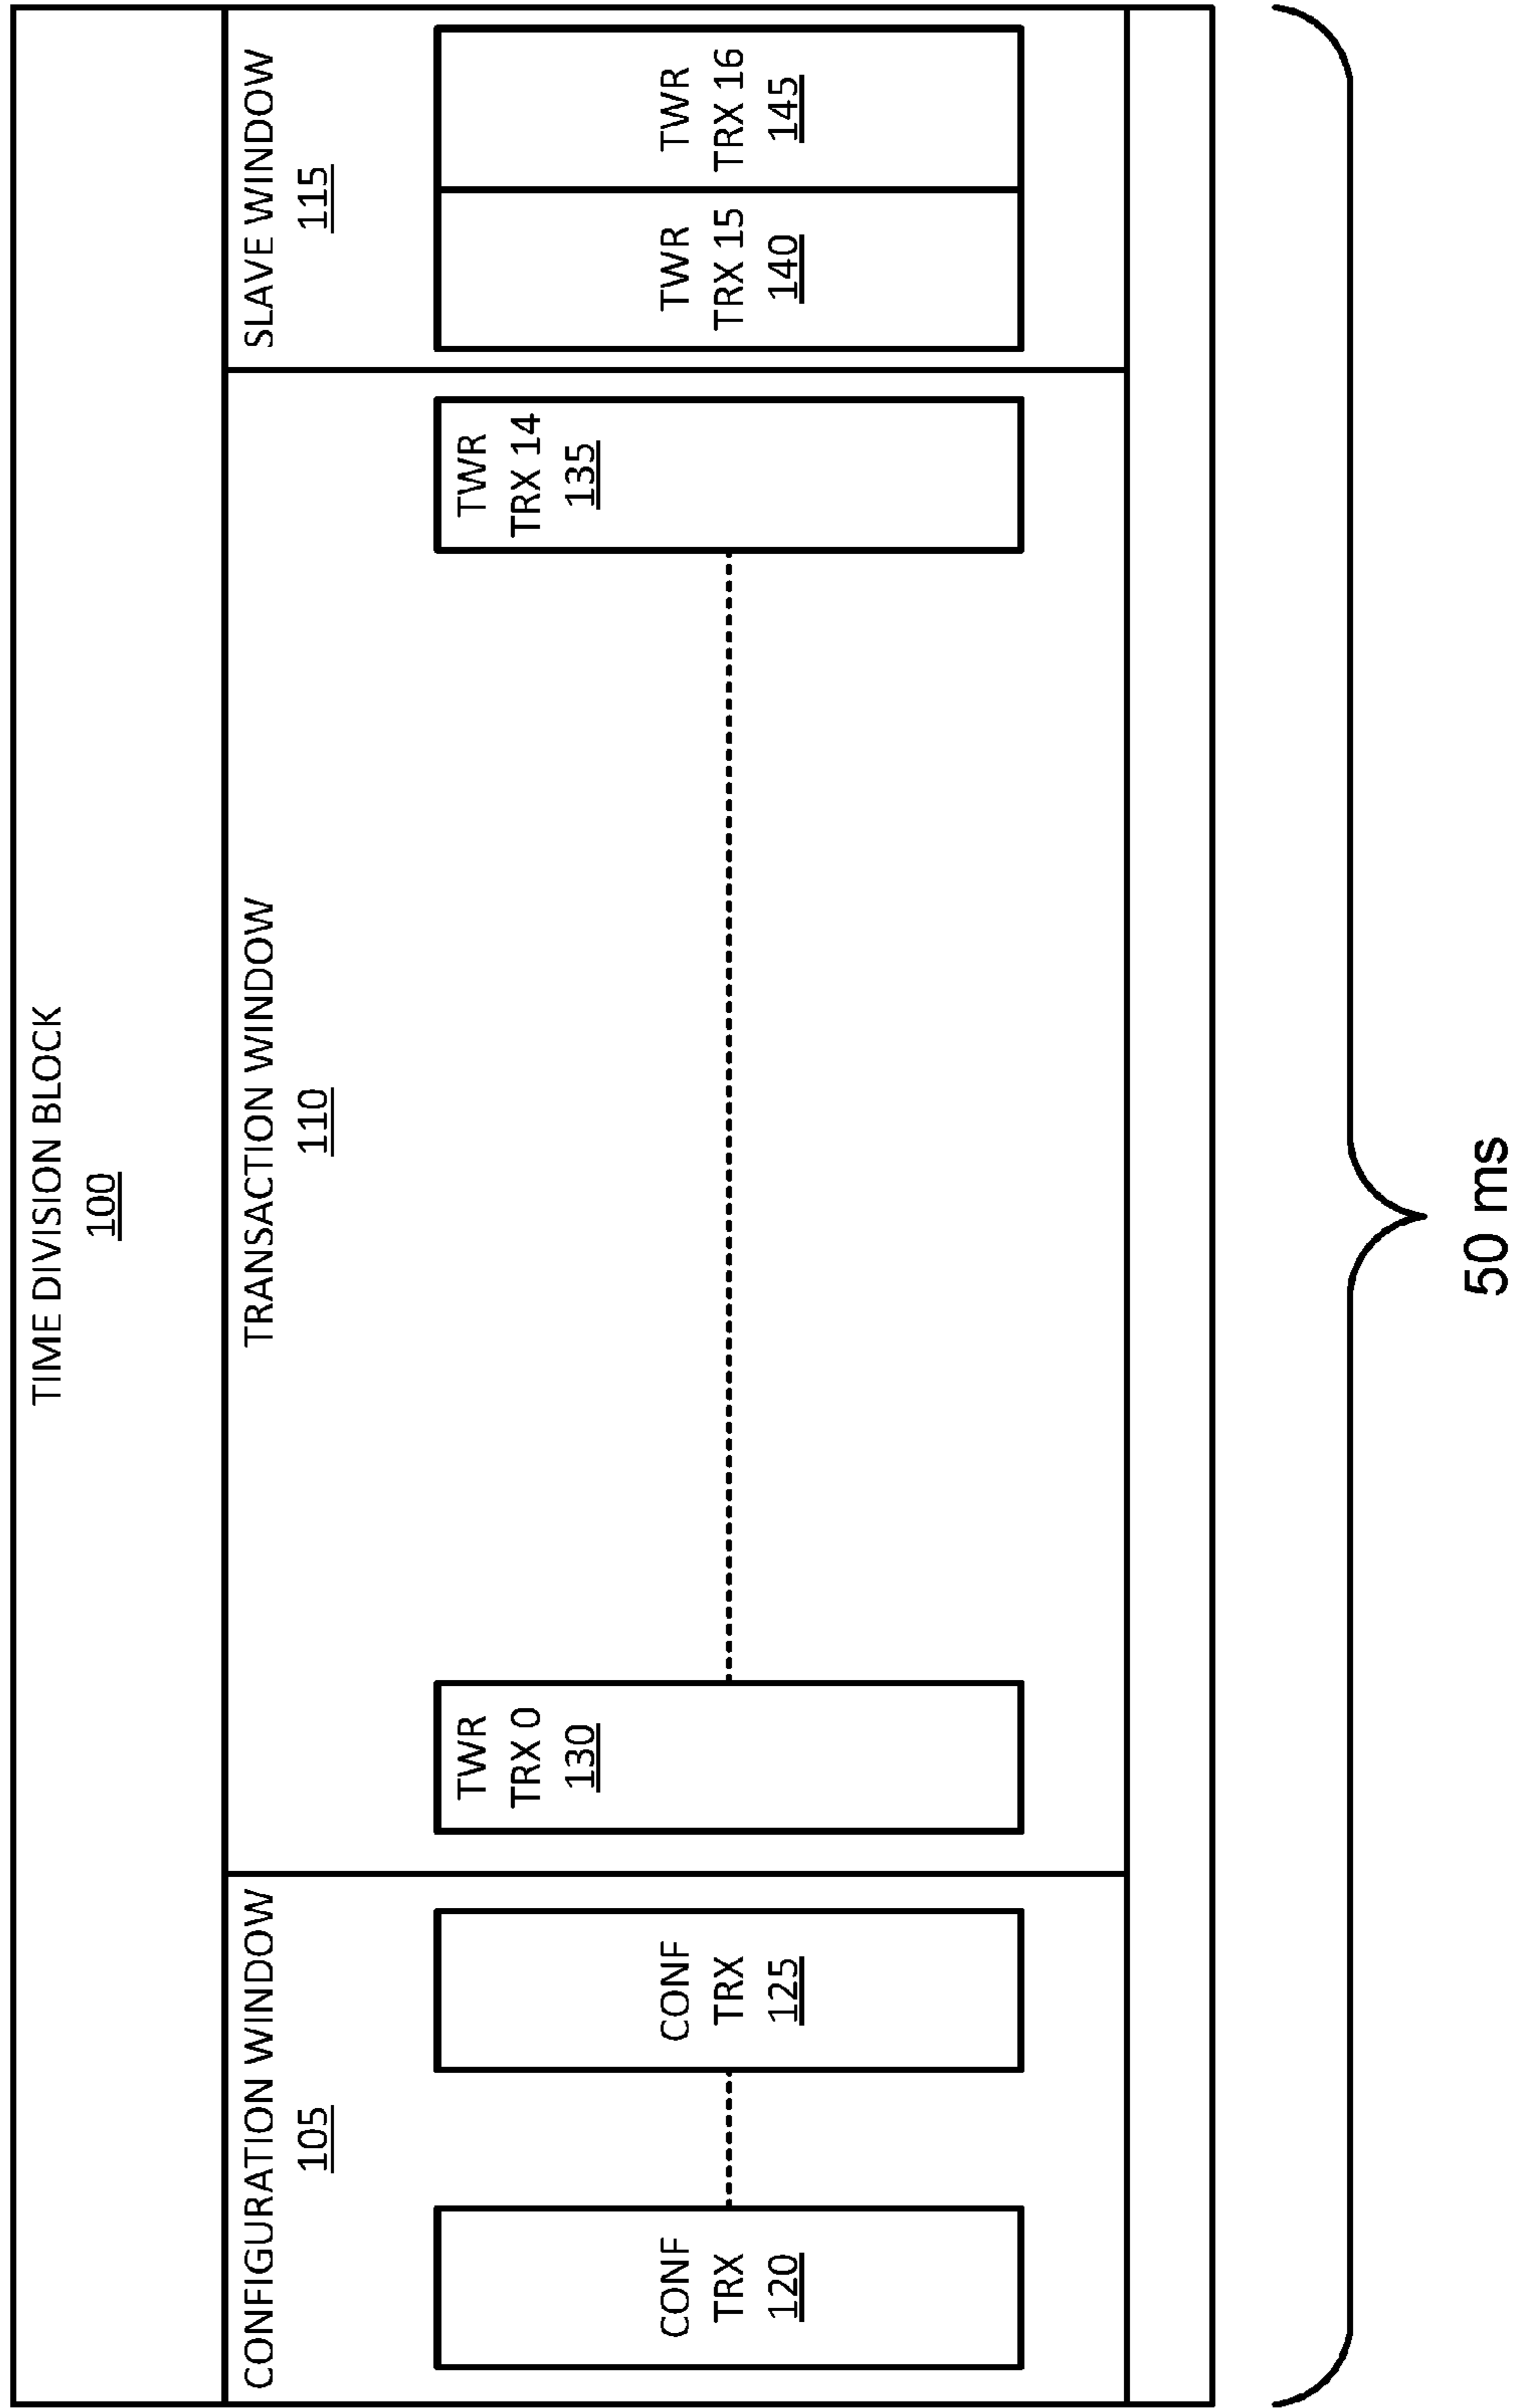 TIME DIVISION BLOCK
100
CONFIGURATION WINDOW
105
CONF
TRX
120
CONF
TRX
125
TRANSACTION WINDOW
110
TWR
TRX 0
130
TWR
TRX 14
135
SLAVE WINDOW
115
TWR
TRX 15
140
TWR
TRX 16
145
50 ms